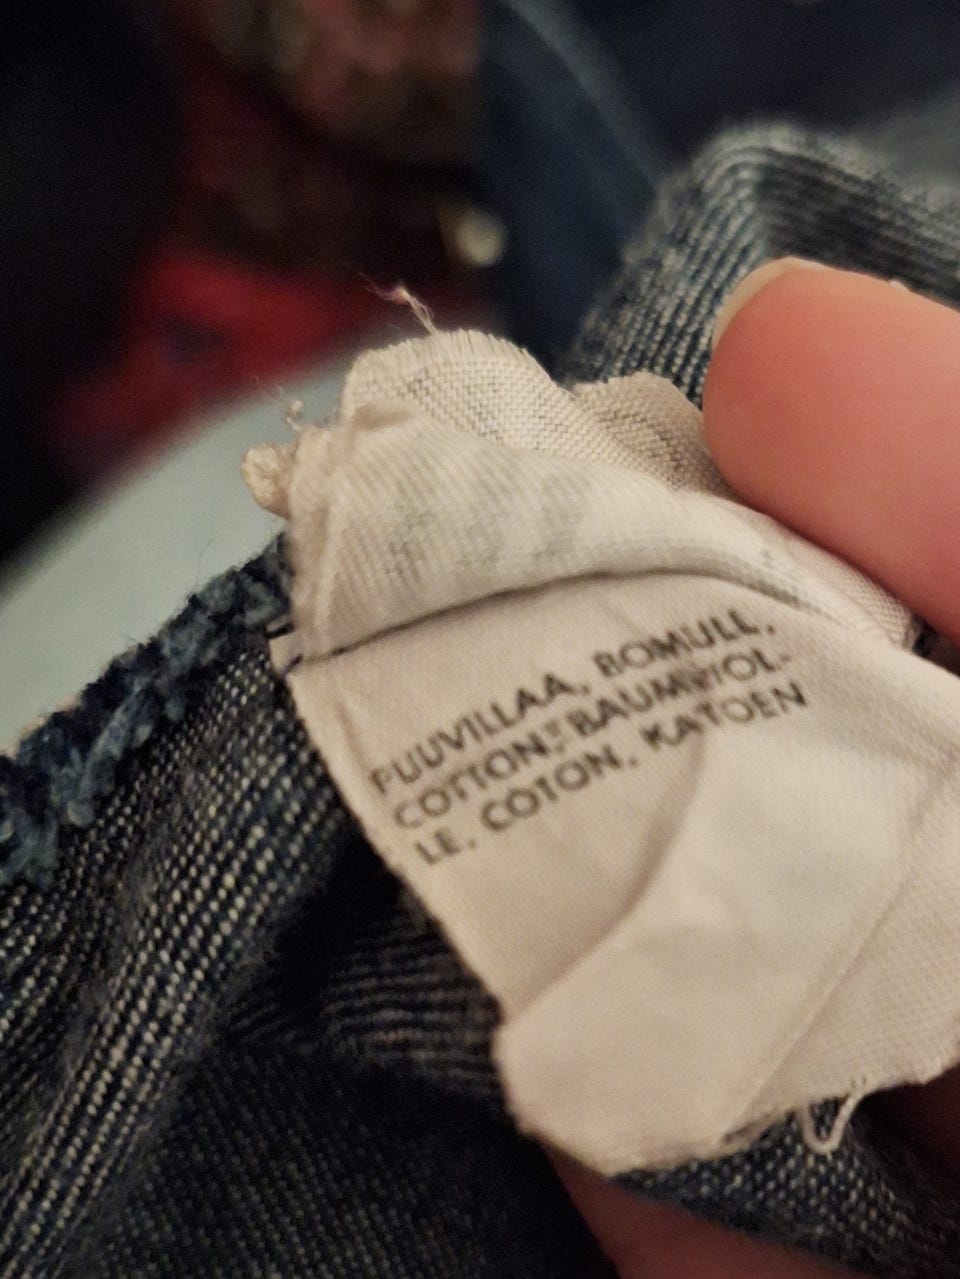 PUUVILLAA, BOMULL,
COTTON, BAUMWOL-
LE, COTON, KATOEN